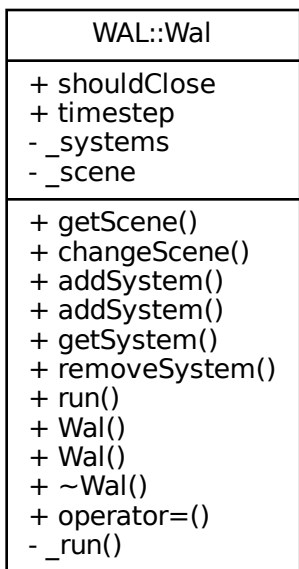 WAL::Wal
+ shouldClose
+ timestep
- _systems
- _scene
+ getScene()
+ changeScene()
+ addSystem()
+ addSystem()
+ getSystem()
+ removeSystem()
+ run()
+ Wal()
+ Wal()
+ ~Wal()
+ operator=()
- _run()